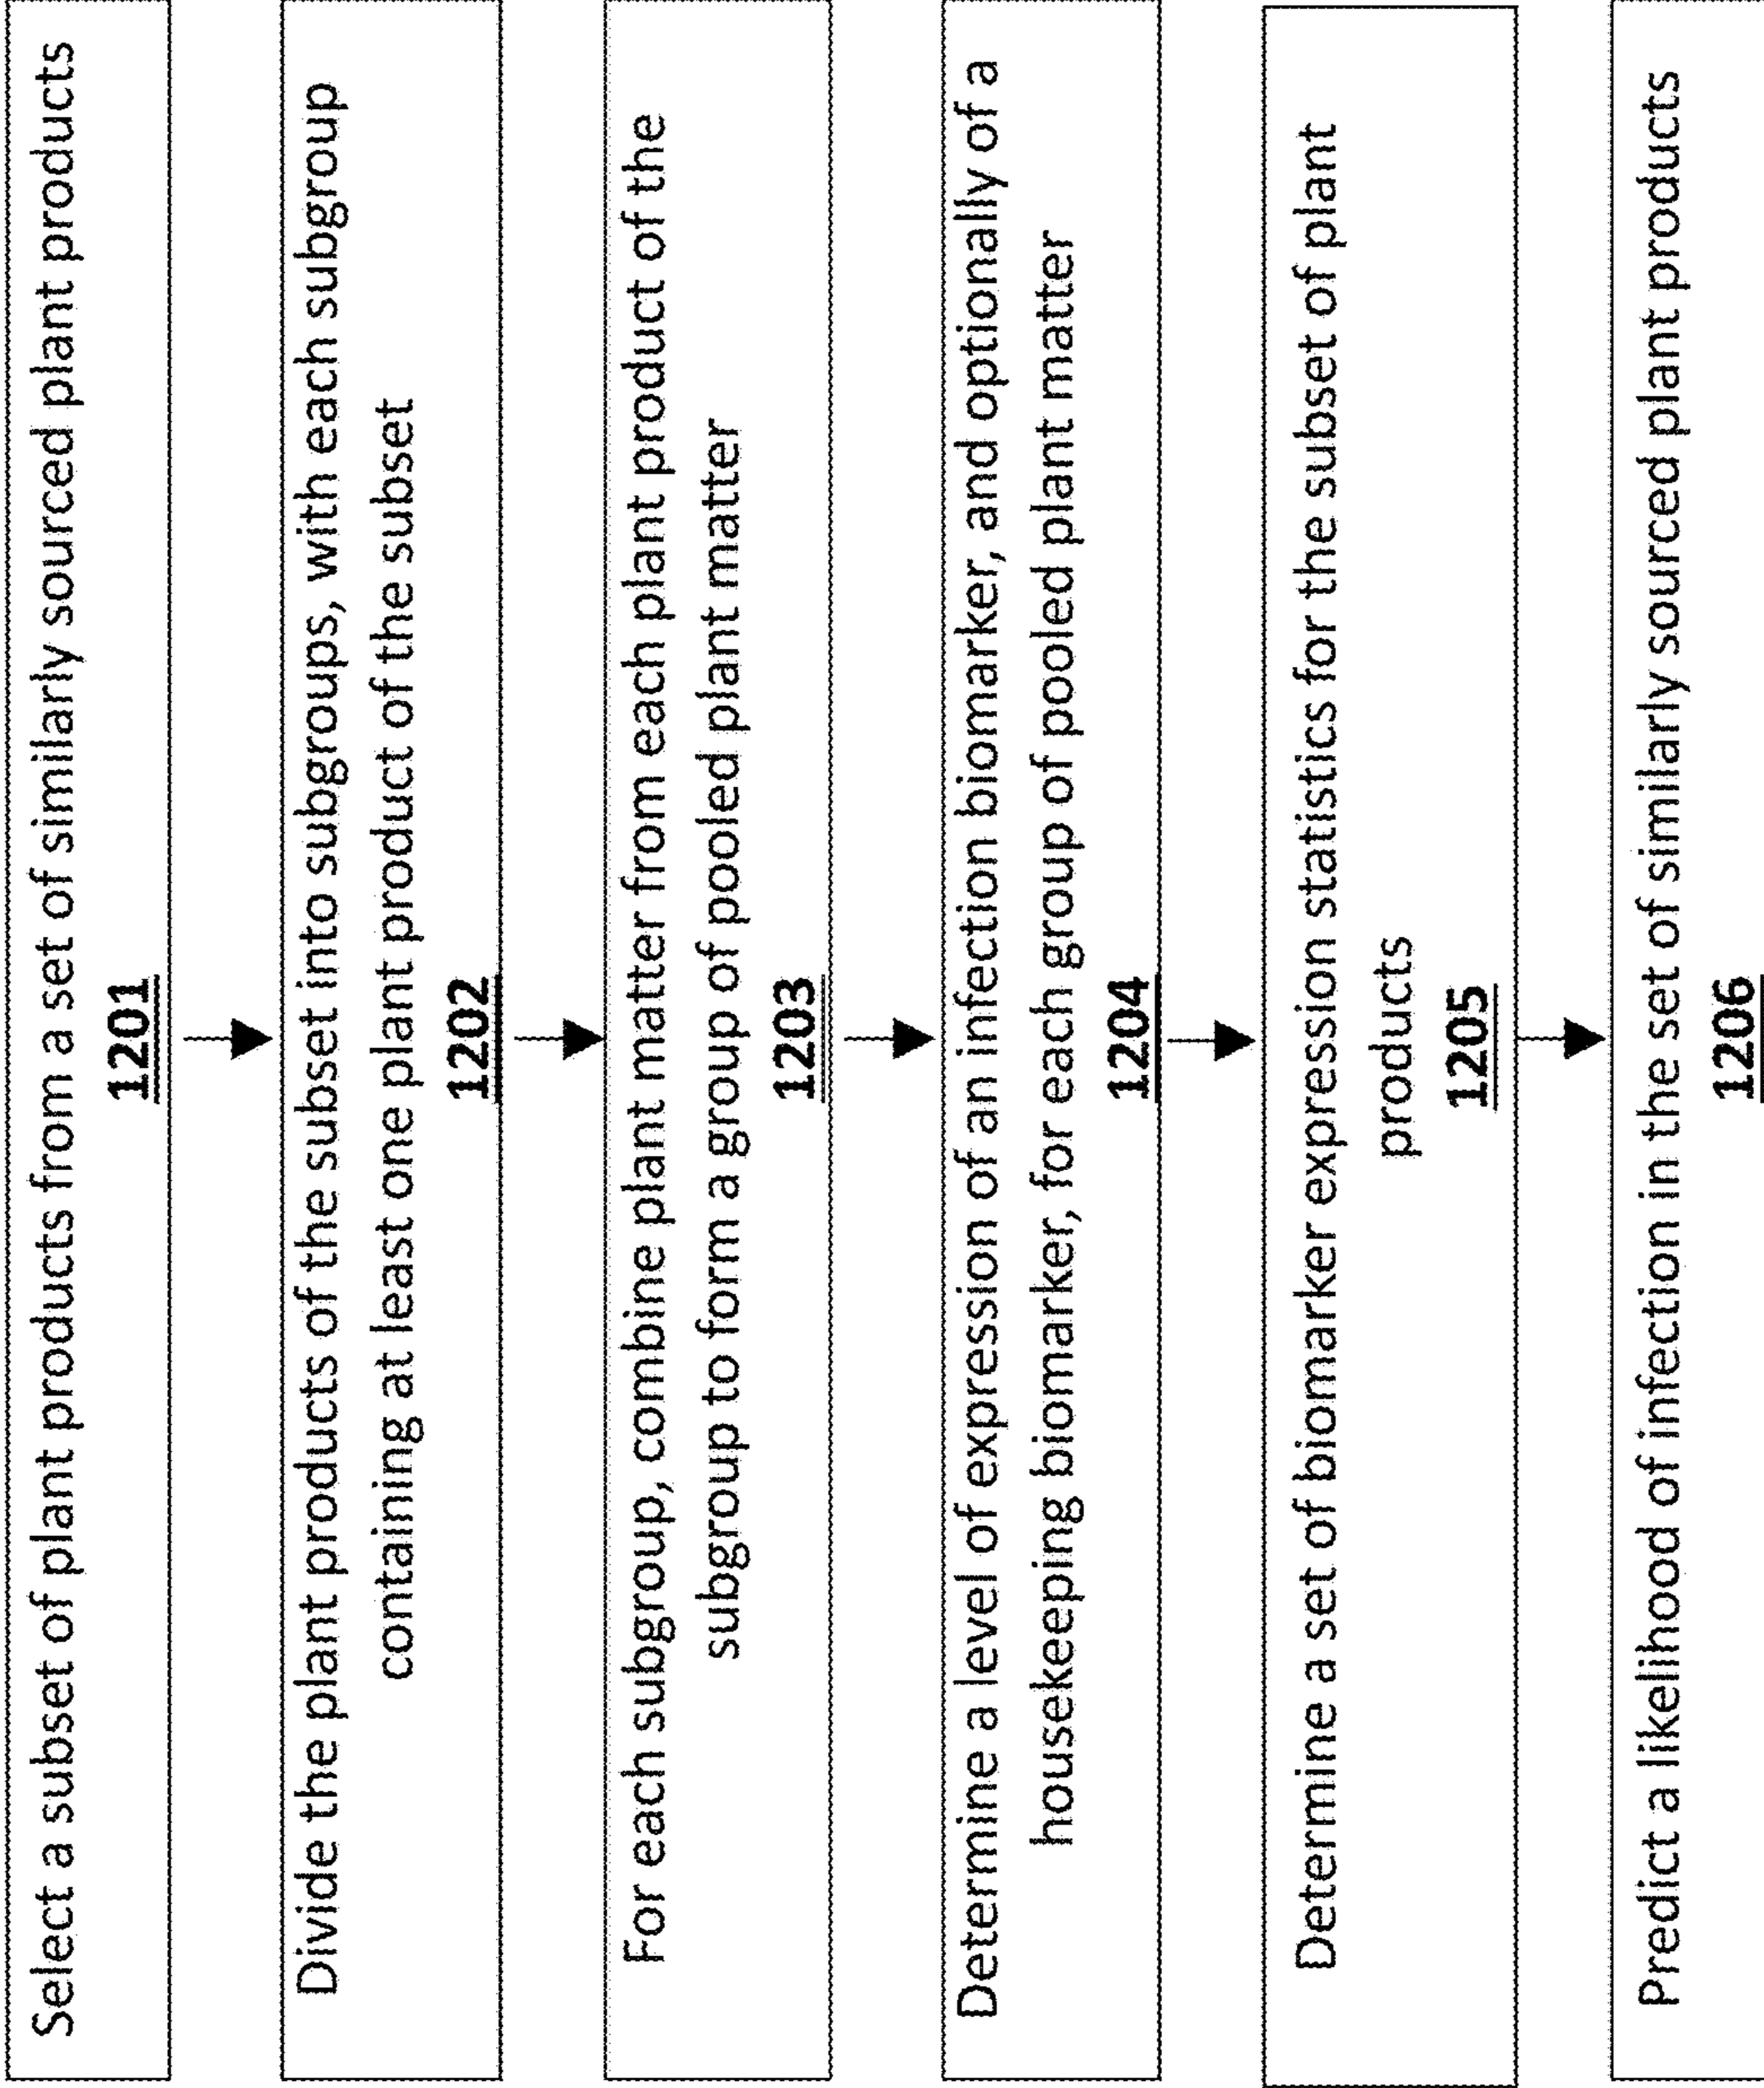 Select a subset of plant products from a set of similarly sourced plant products
1201
Divide the plant products of the subset into subgroups, with each subgroup
containing at least one plant product of the subset
1202
For each subgroup, combine plant matter from each plant product of the
subgroup to form a group of pooled plant matter
1203
Determine a level of expression of an infection biomarker, and optionally of a
housekeeping biomarker, for each group of pooled plant matter
1204
Determine a set of biomarker expression statistics for the subset of plant
products
1205
Predict a likelihood of infection in the set of similarly sourced plant products
1206